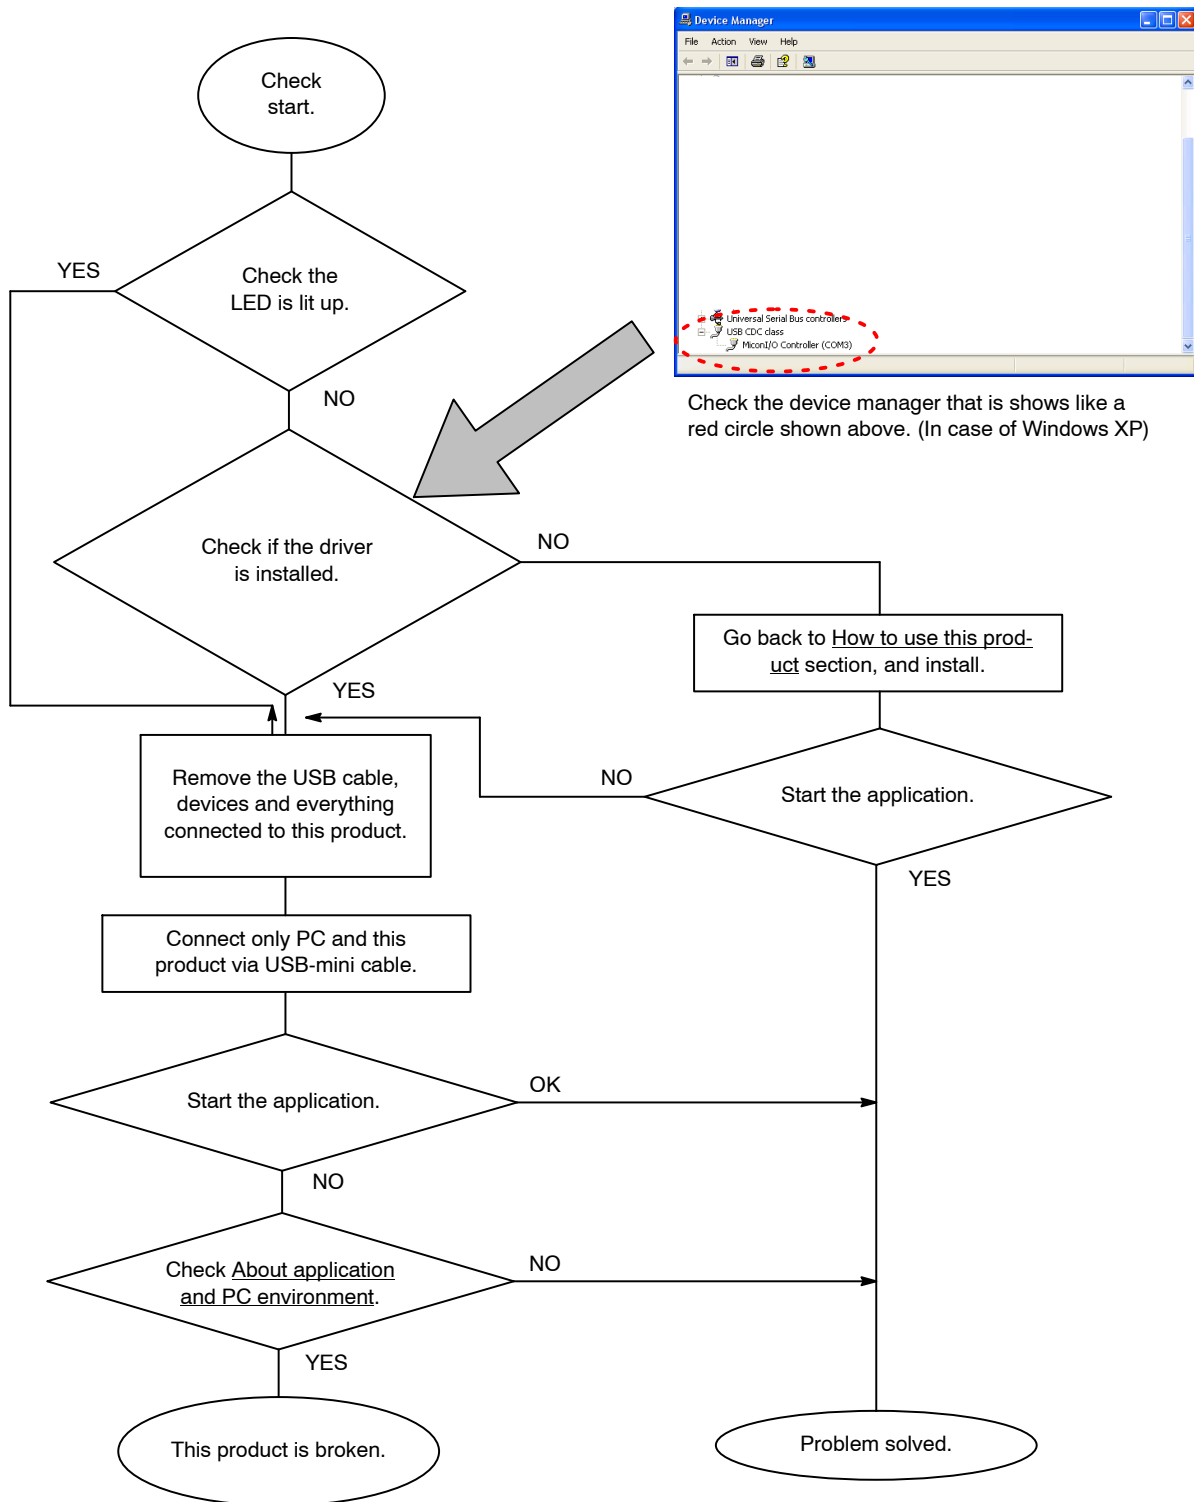 Device Manager
File Action View Help
Universal Serial Bus controllers
USB CDC class
MiconI/O Controller (COM3)
Check the device manager that is shows like a
red circle shown above. (In case of Windows XP)
Check
start.
YES
Check the
LED is lit up.
NO
Check if the driver
is installed.
NO
Go back to How to use this prod-
uct section, and install.
YES
Remove the USB cable,
devices and everything
connected to this product.
NO
Start the application.
YES
Connect only PC and this
product via USB-mini cable.
Start the application.
OK
NO
Check About application
and PC environment.
NO
YES
This product is broken.
Problem solved.